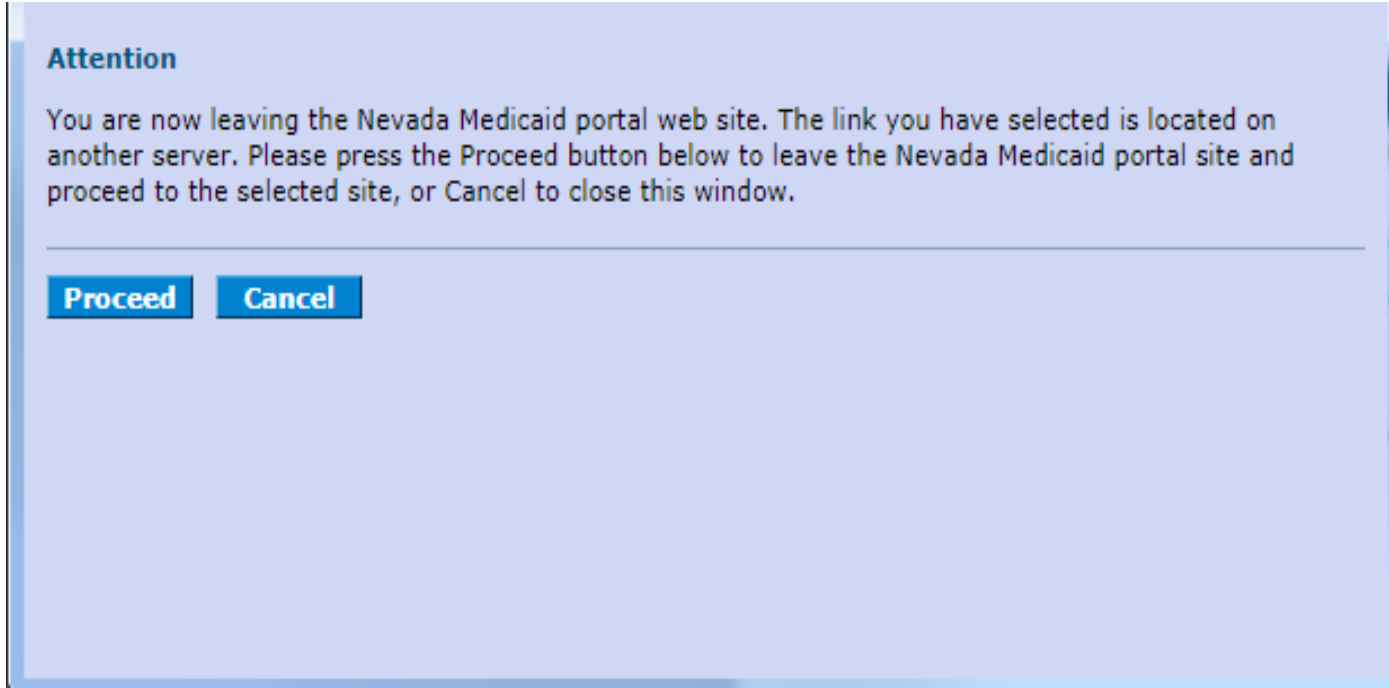 Attention
You are now leaving the Nevada Medicaid portal web site. The link you have selected is located on
another server. Please press the Proceed button below to leave the Nevada Medicaid portal site and
proceed to the selected site, or Cancel to close this window.
Proceed Cancel